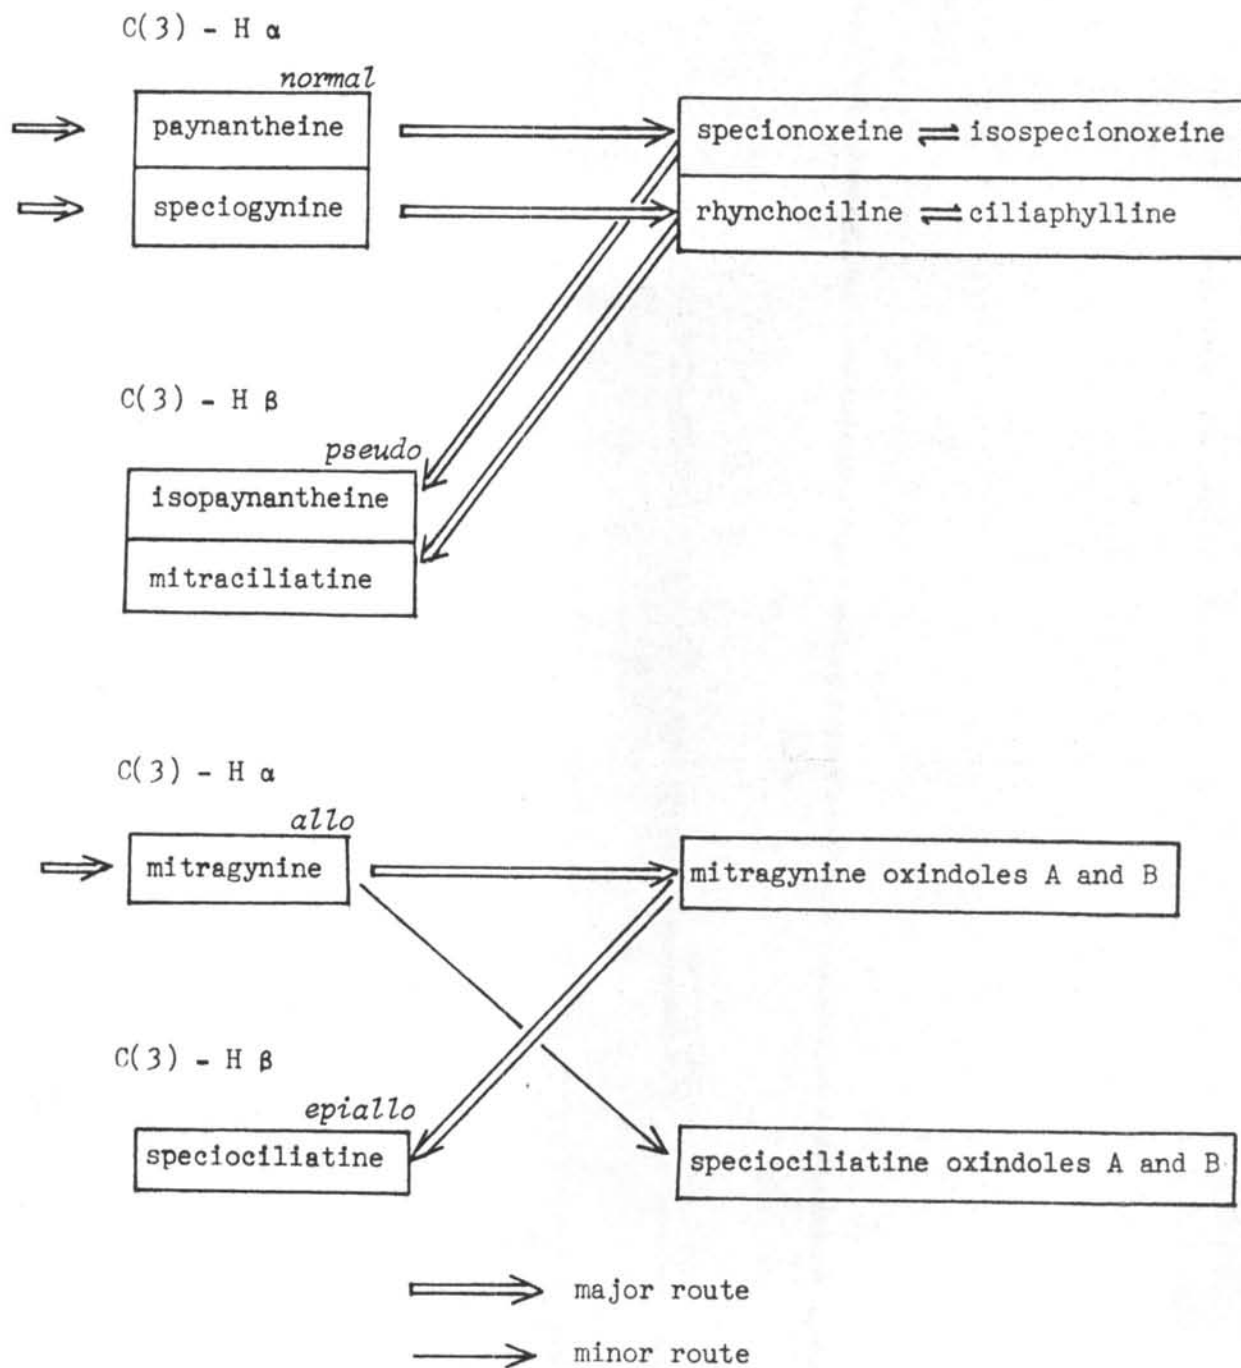 C(3) - H α
normal
paynantheine
specionoxeine ⇌ isospecionoxeine
speciogynine
rhynchociline ⇌ ciliaphylline
C(3) - H β
pseudo
isopaynantheine
mitraciliatine
C(3) - H α
allo
mitragynine
mitragynine oxindoles A and B
C(3) - H β
epiallo
speciociliatine
speciociliatine oxindoles A and B
major route
minor route